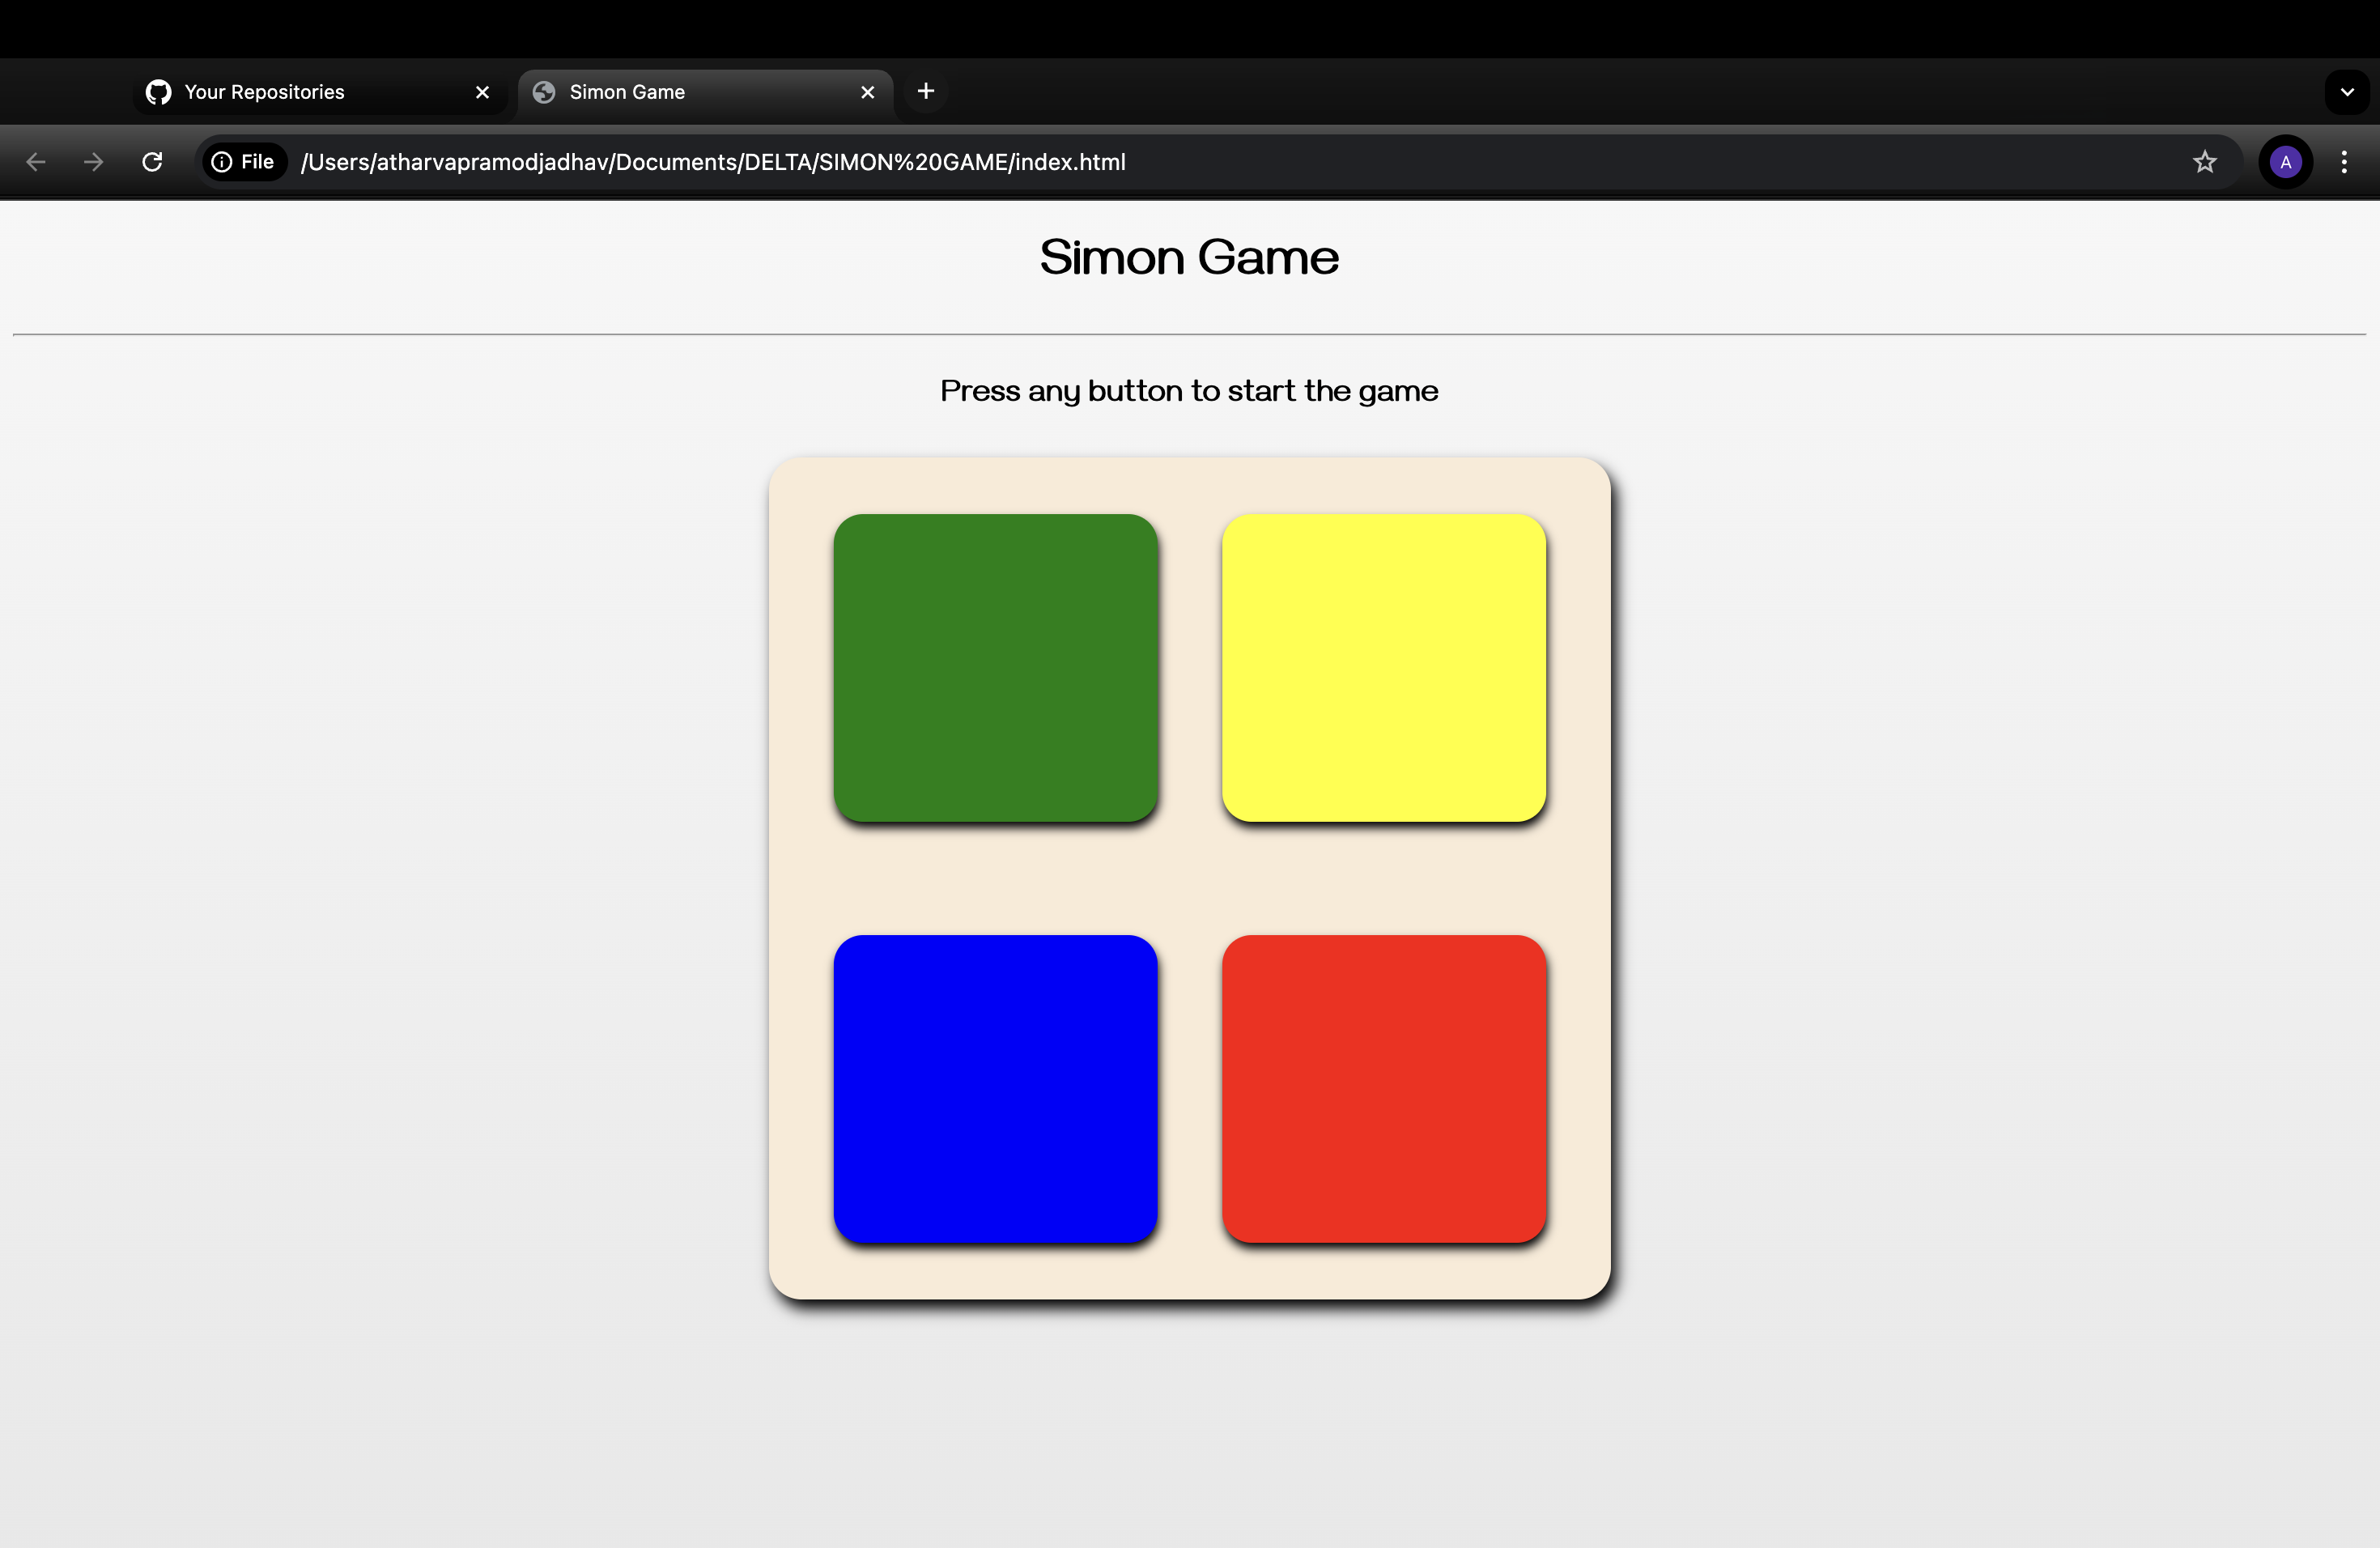 Your Repositories
Simon Game
File /Users/atharvapramodjadhav/Documents/DELTA/SIMON%20GAME/index.html
A
Simon Game
Press any button to start the game